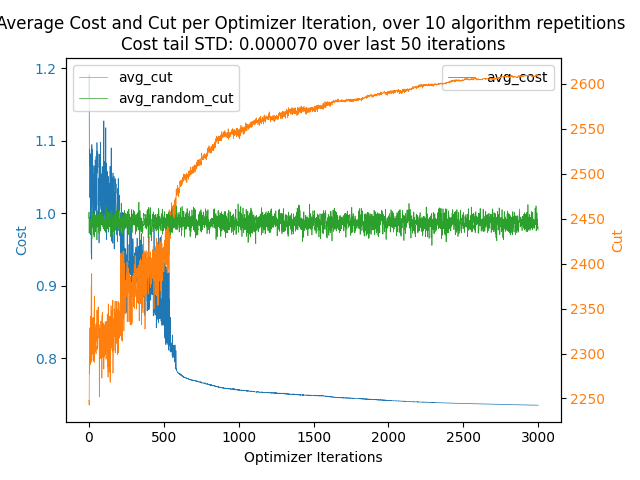 Average Cost and Cut per Optimizer Iteration, over 10 algorithm repetitions
Cost tail STD: 0.000070 over last 50 iterations
avg_cut
avg_random_cut
avg_cost
1.2
1.1
1.0
0.9
0.8
Cost
2600
2550
2500
2450
2400
2350
2300
2250
Cut
0
500
1000
1500
2000
2500
3000
Optimizer Iterations